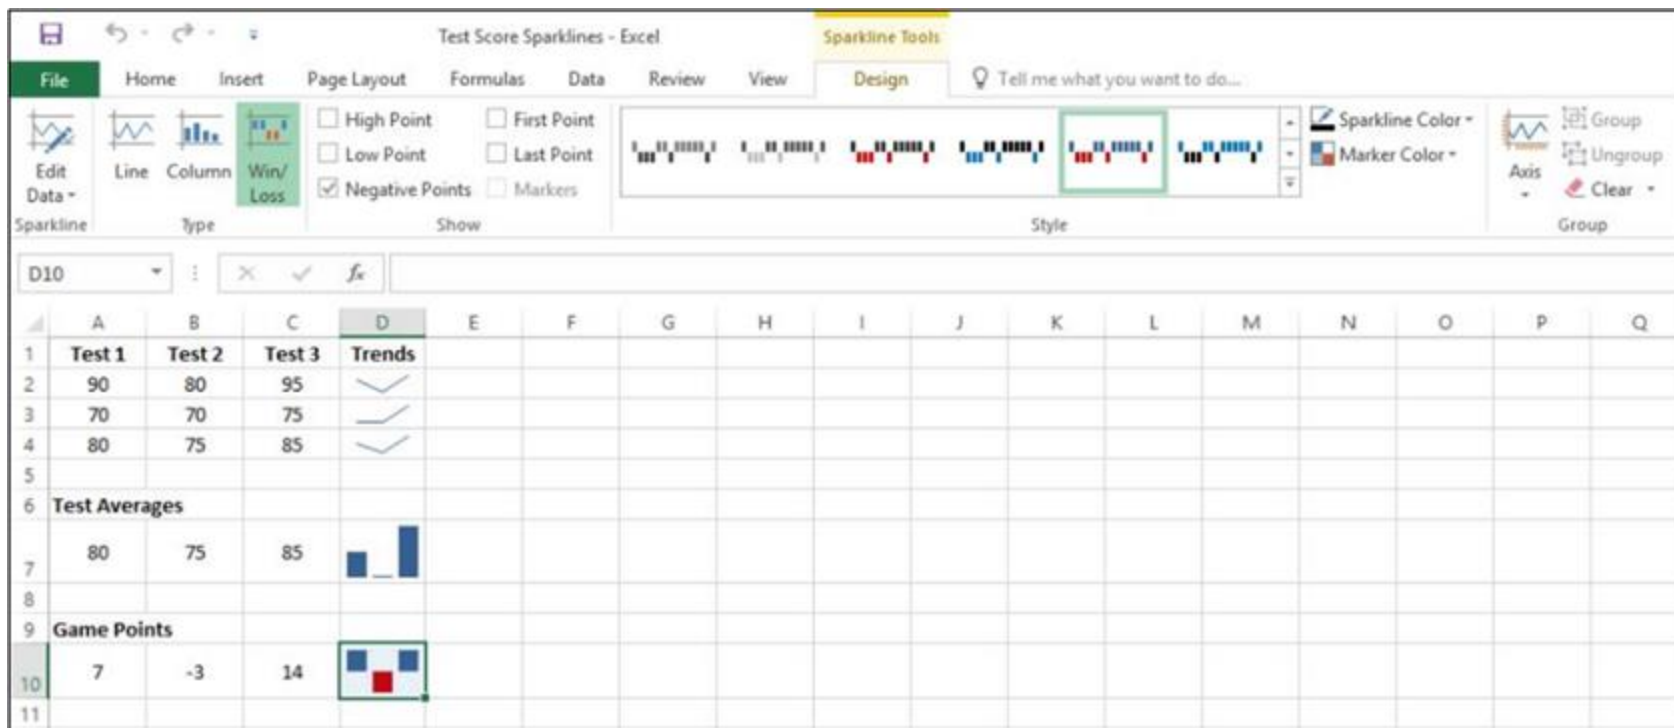 Test Score Sparklines - Excel
Sparkline Tools
File Home Insert Page Layout Formulas Data Review View Design Tell me what you want to do...
Edit Data
Line
Column
Win/Loss
High Point
First Point
Low Point
Last Point
Negative Points
Markers
Sparkline Color
Marker Color
Axis
Group
Ungroup
Clear
Sparkline Type Show Style Group
D10 fx
A B C D E F G H I J K L M N O P Q
1 Test 1 Test 2 Test 3 Trends
2 90 80 95
3 70 70 75
4 80 75 85
5
6 Test Averages
7 80 75 85
8
9 Game Points
10 7 -3 14
11